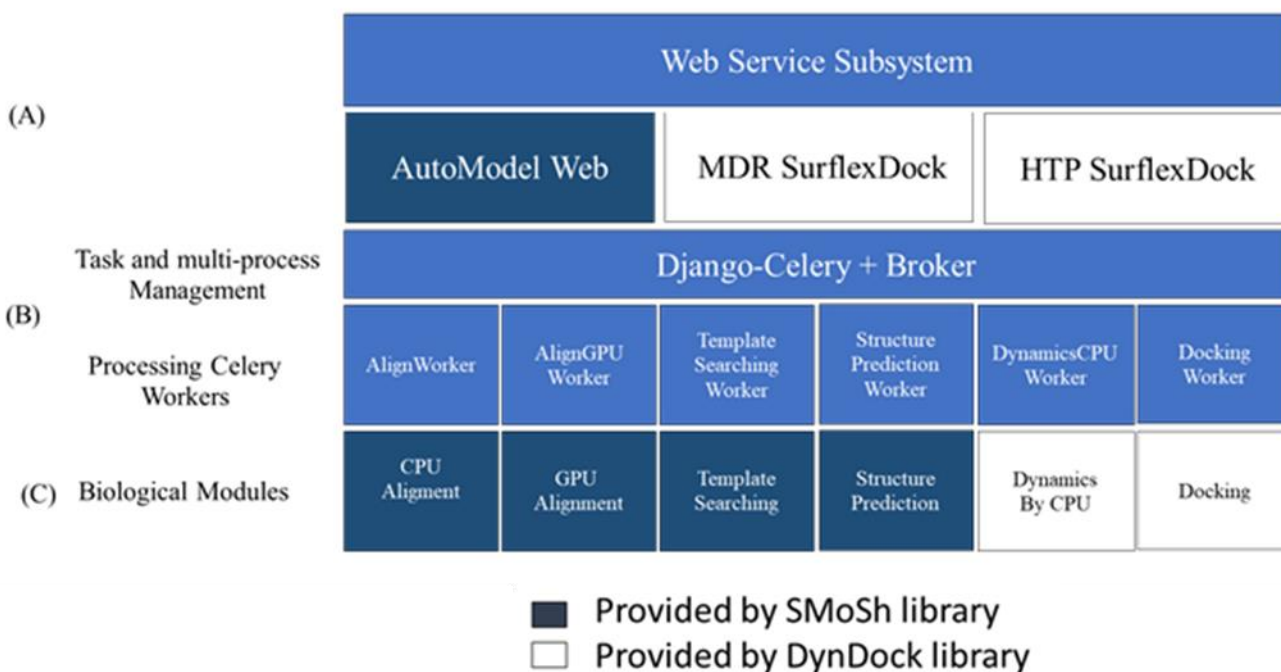 Web Service Subsystem
(A)
AutoModel Web
MDR SurflexDock
HTP SurflexDock
Task and multi-process
Management
Django-Celery + Broker
(B)
Processing Celery
Workers
AlignWorker
AlignGPU
Worker
Template
Searching
Worker
Structure
Prediction
Worker
DynamicsCPU
Worker
Docking
Worker
(C) Biological Modules
CPU
Aligment
GPU
Alignment
Template
Searching
Structure
Prediction
Dynamics
By CPU
Docking
Provided by SMoSh library
Provided by DynDock library